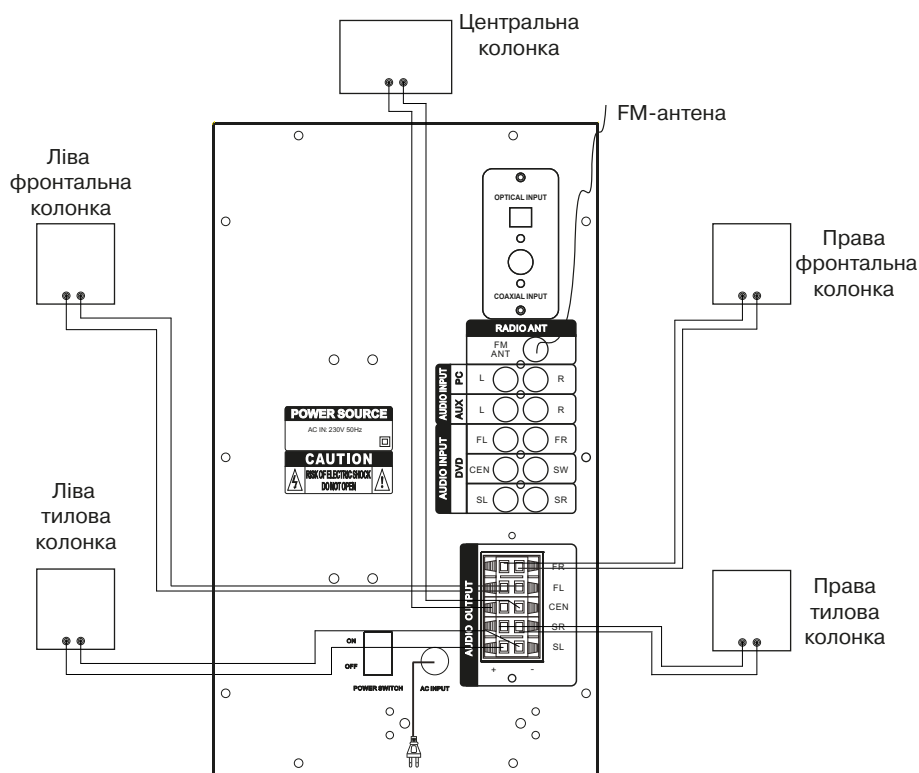 Центральна
колонка
FM-антена
Ліва
фронтальна
колонка
Права
фронтальна
колонка
OPTICAL INPUT
COAXIAL INPUT
RADIO ANT
FM
ANT
AUDIO INPUT
PC
L
R
AUX
L
R
AUDIO INPUT
DVD
FL
FR
CEN
SW
SL
SR
POWER SOURCE
AC IN: 230V 50Hz
CAUTION
RISK OF ELECTRIC SHOCK
DO NOT OPEN
Ліва
тилова
колонка
Права
тилова
колонка
AUDIO OUTPUT
FR
FL
CEN
SR
SL
+ -
ON
OFF
POWER SWITCH
AC INPUT